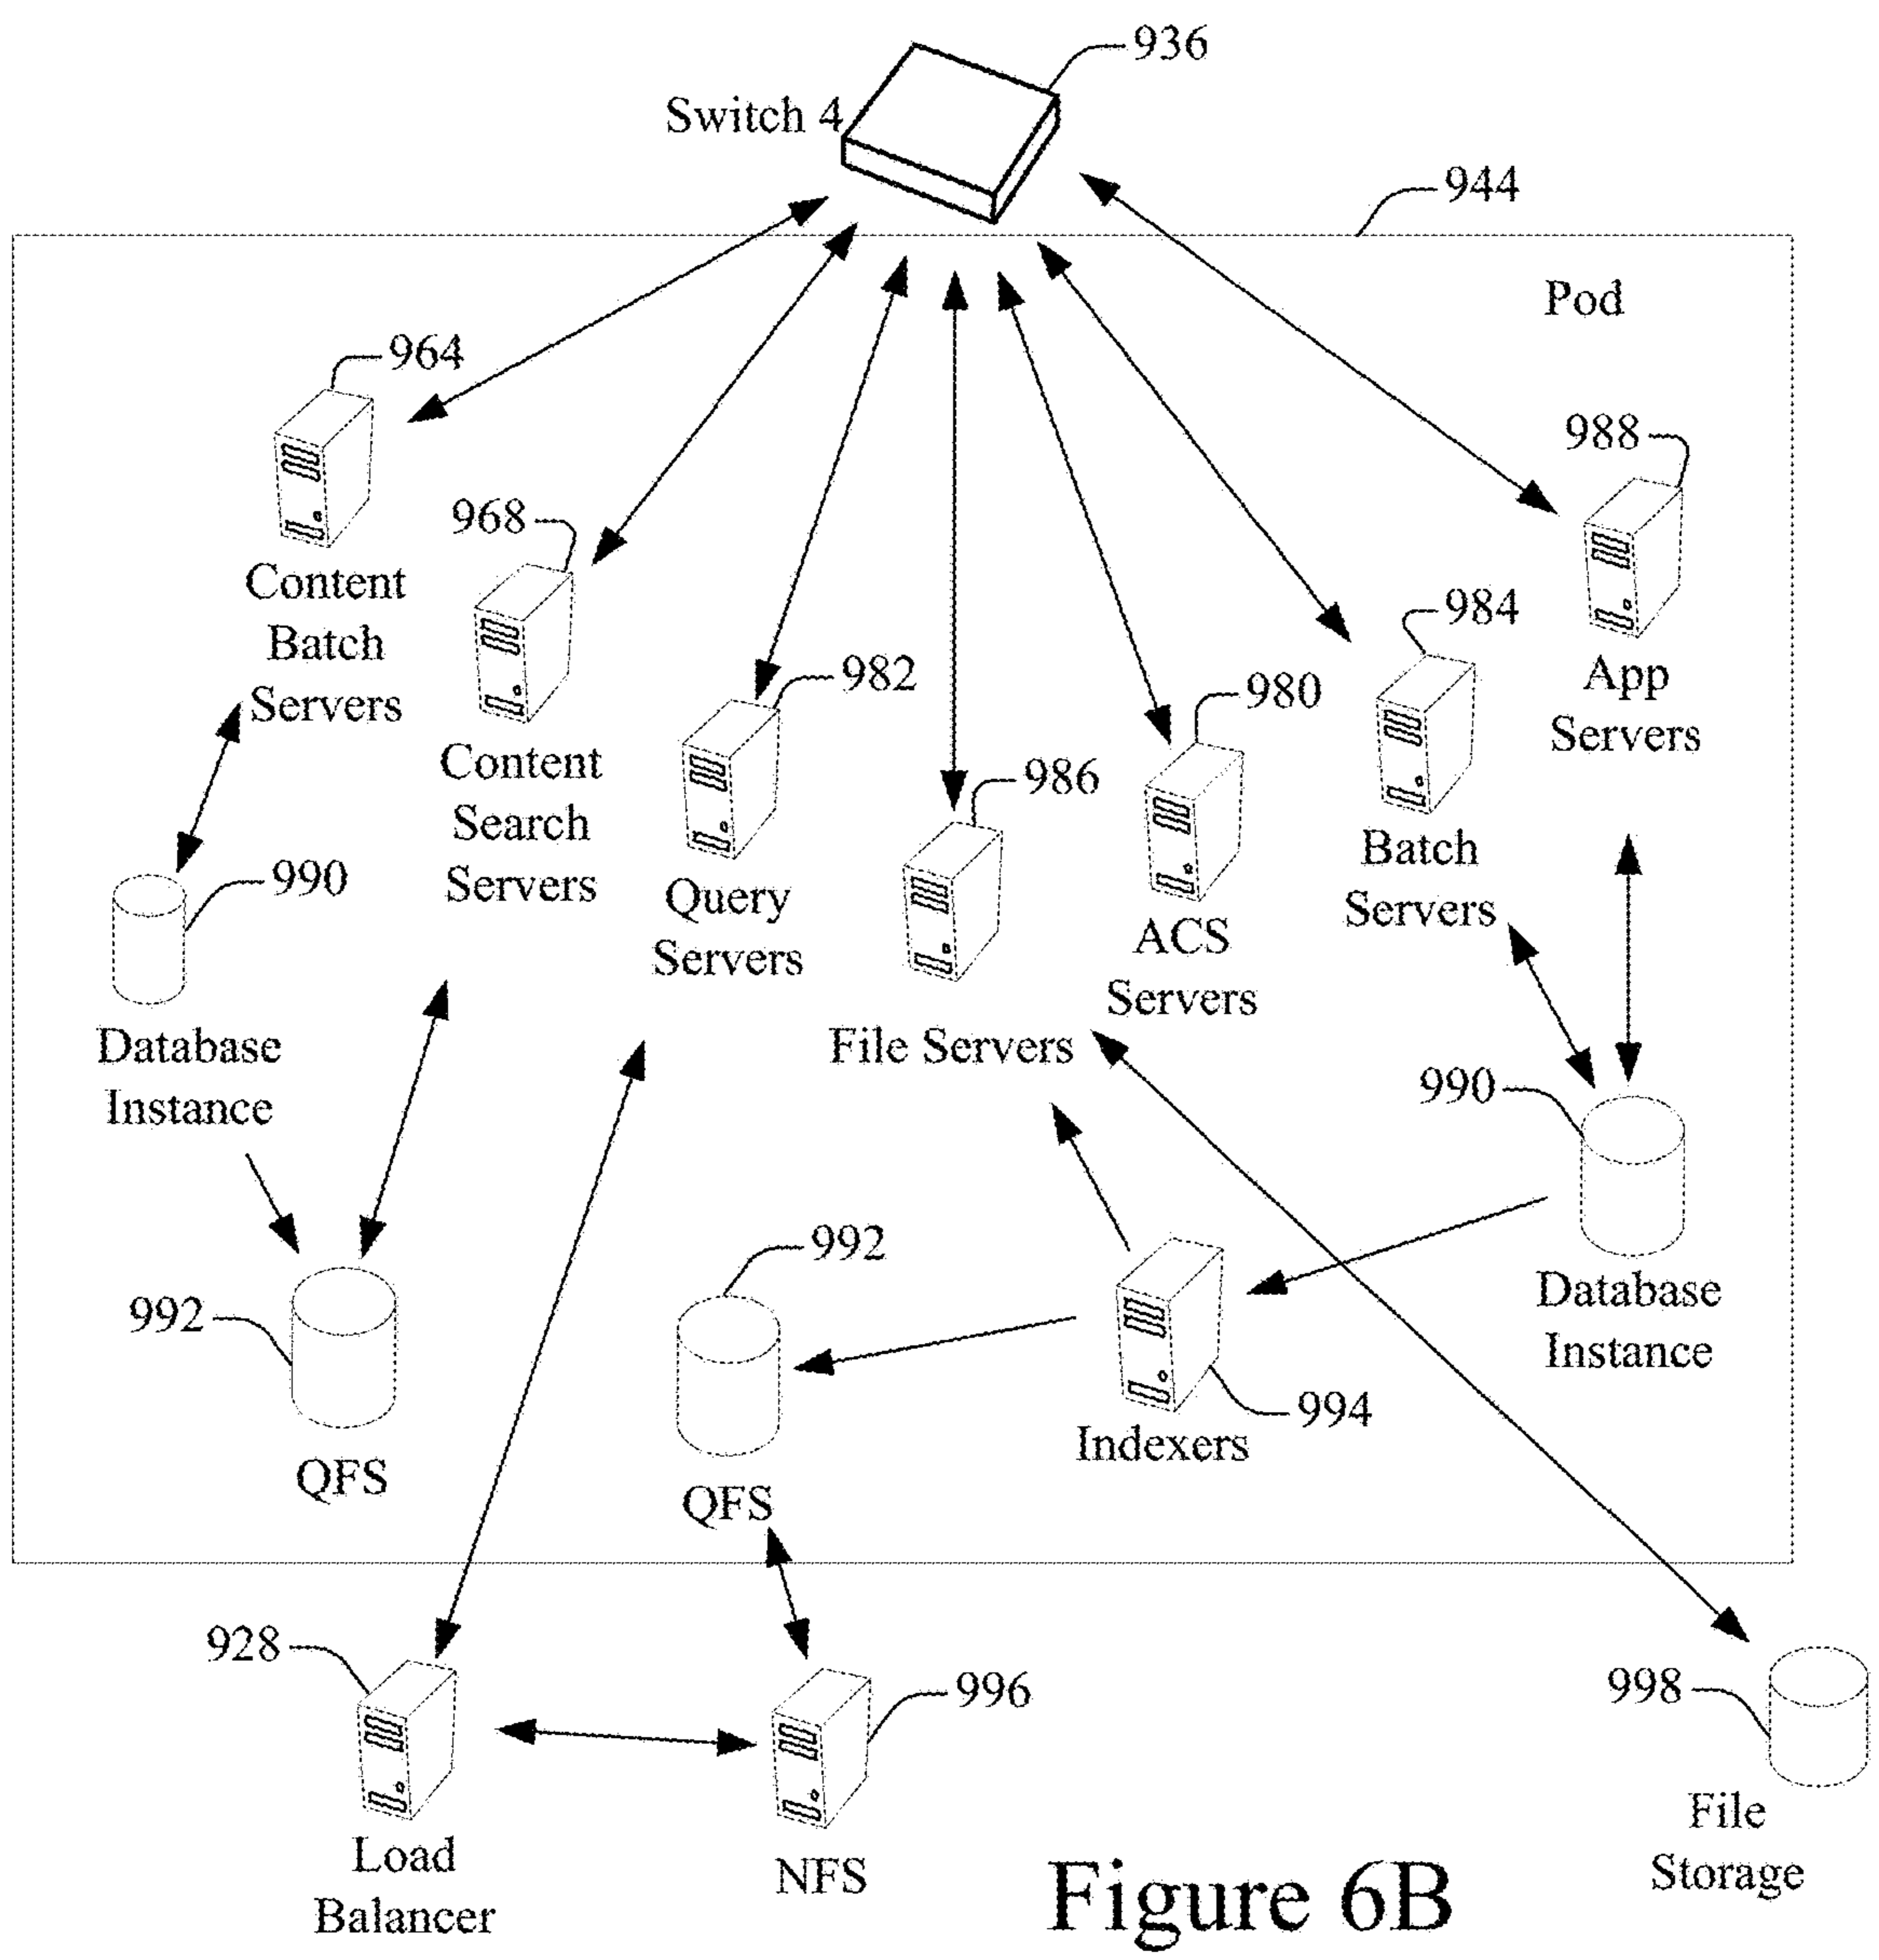 936
Switch 4
944
Pod
964
988
968
Content
Batch
Servers
984
982
980
App
Servers
Content
Search
Servers
986
990
Batch
Servers
Query
Servers
ACS
Servers
Database
Instance
File Servers
990
992
992
Database
Instance
994
Indexers
QFS
QFS
928
996
998
Load
Balancer
NFS
File
Storage
Figure 6B